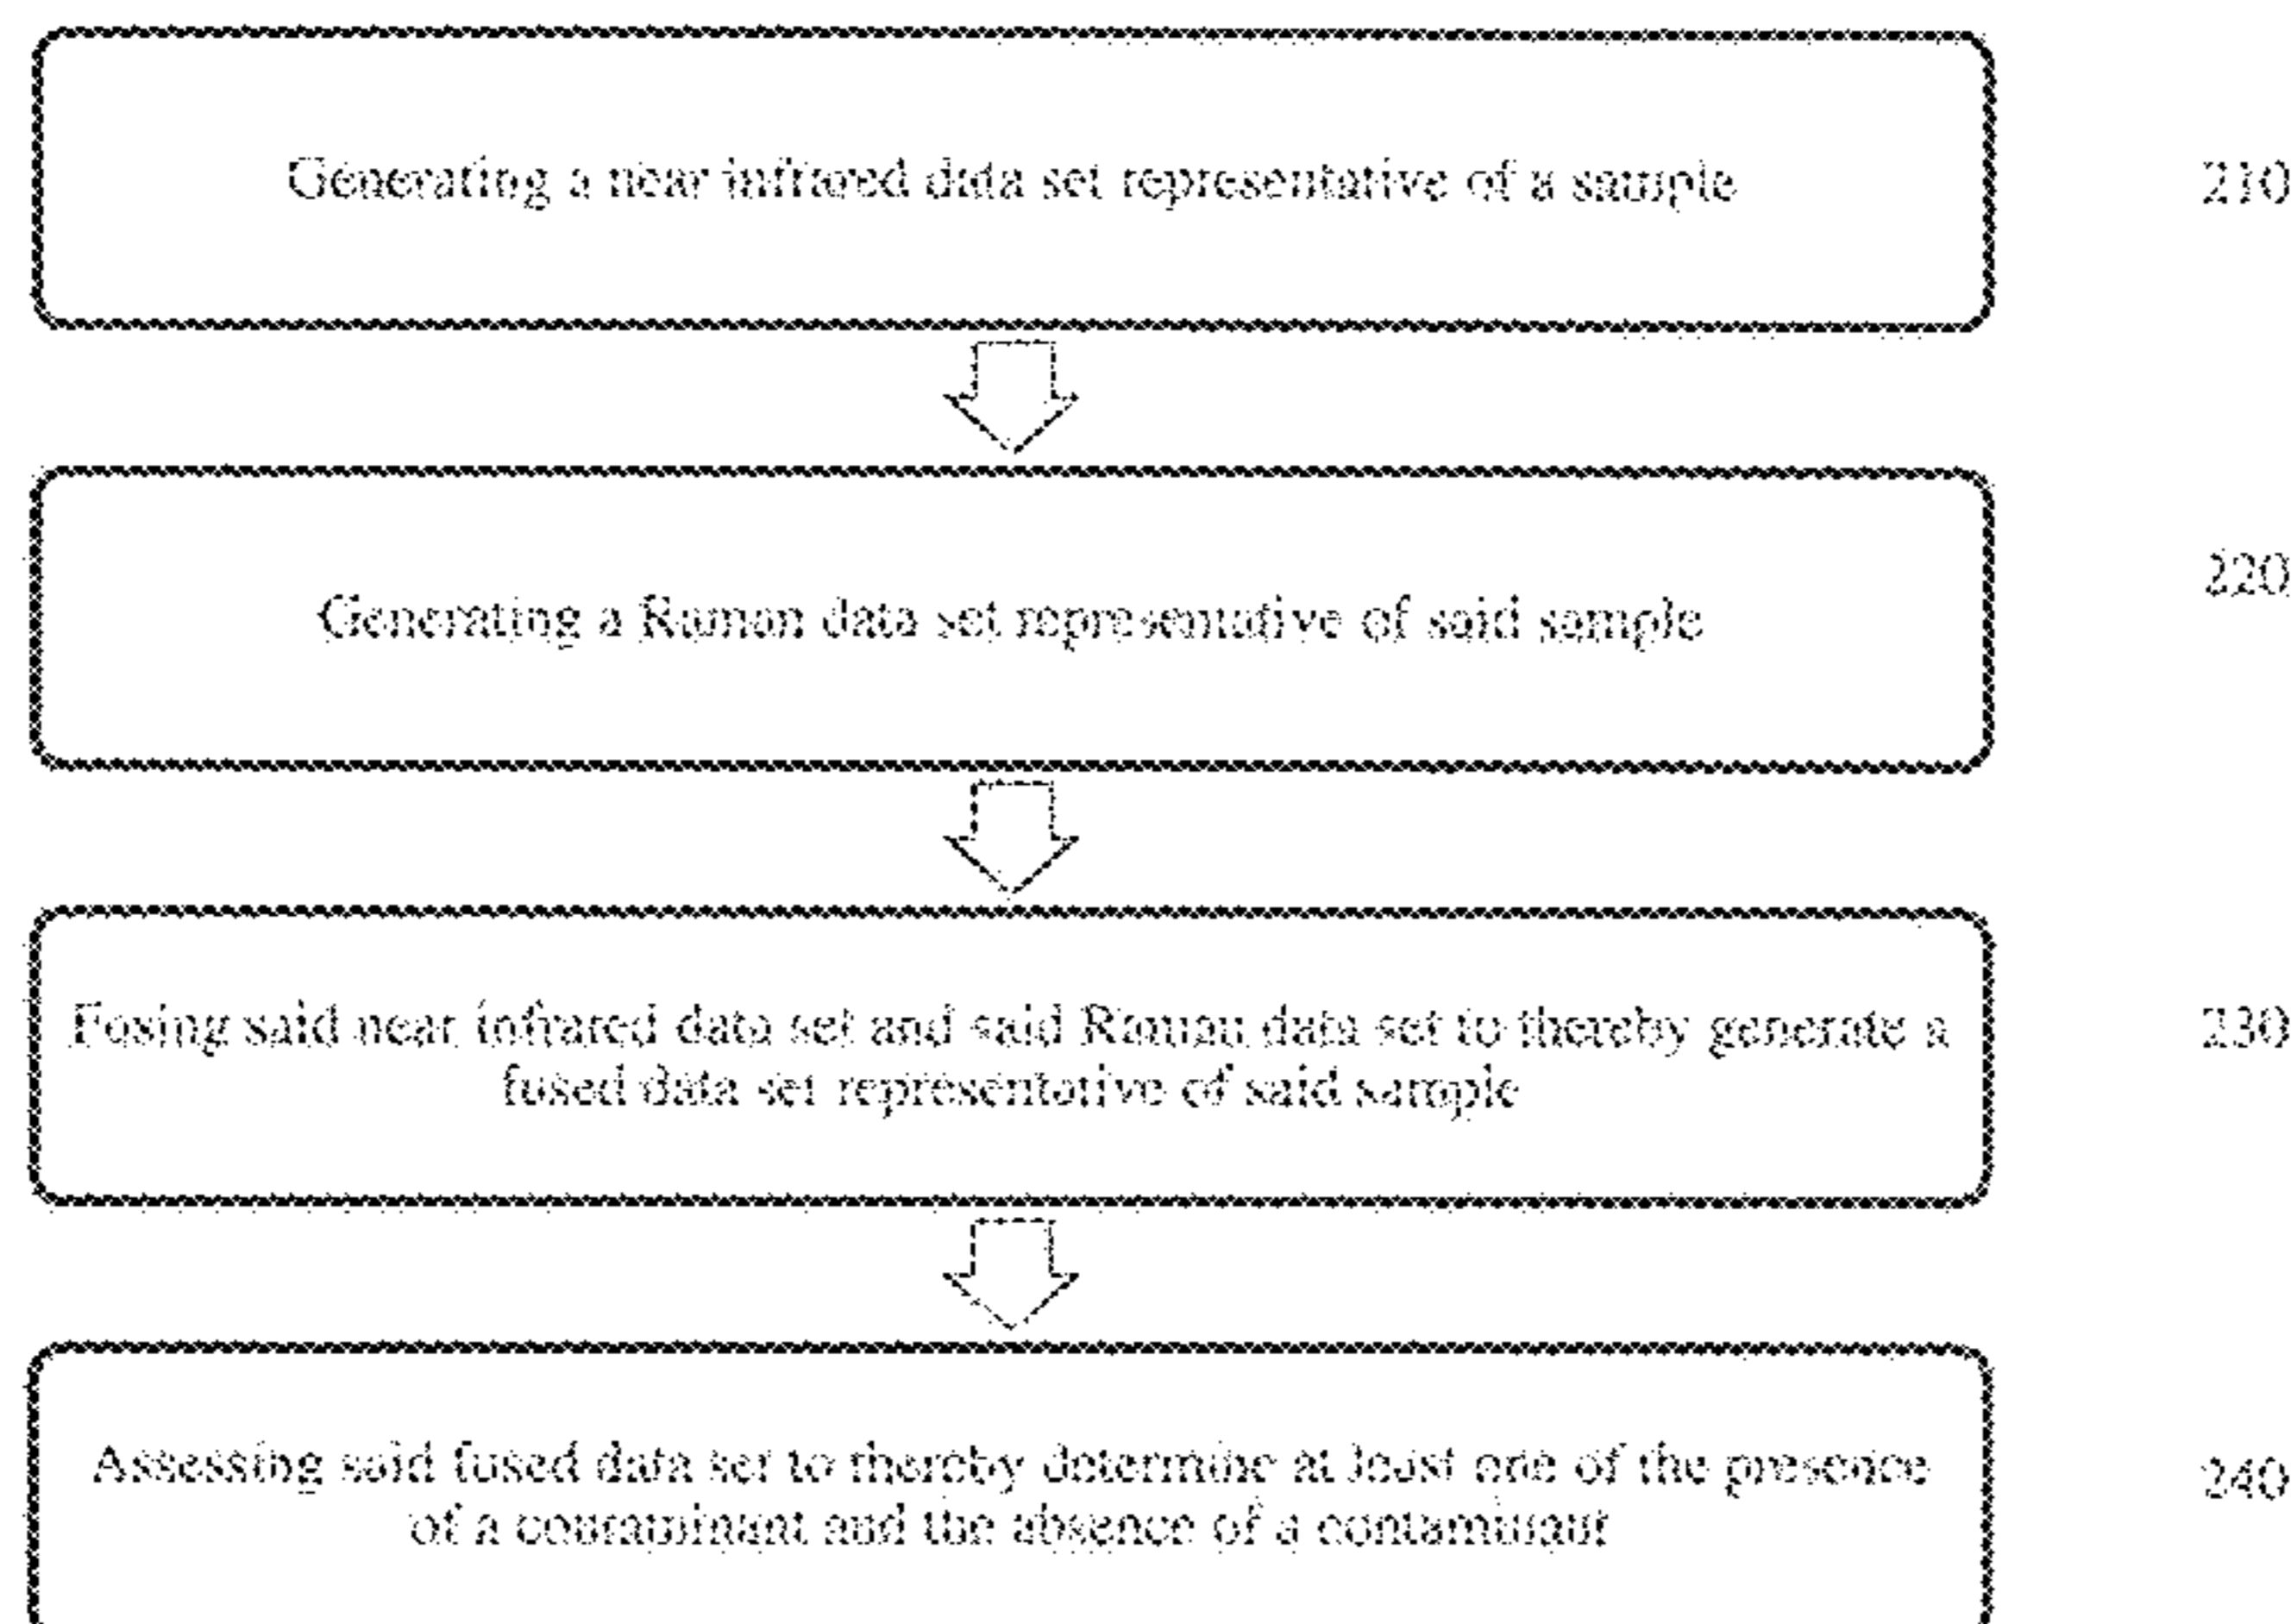 Generating a near infrared data set representative of a sample
210
Generating a Raman data set representative of said sample
220
Fusing said near infrared data set and said Raman data set to thereby generate a
fused data set representative of said sample
230
Assessing said fused data set to thereby determine at least one of the presence
of a contaminant and the absence of a contaminant
240